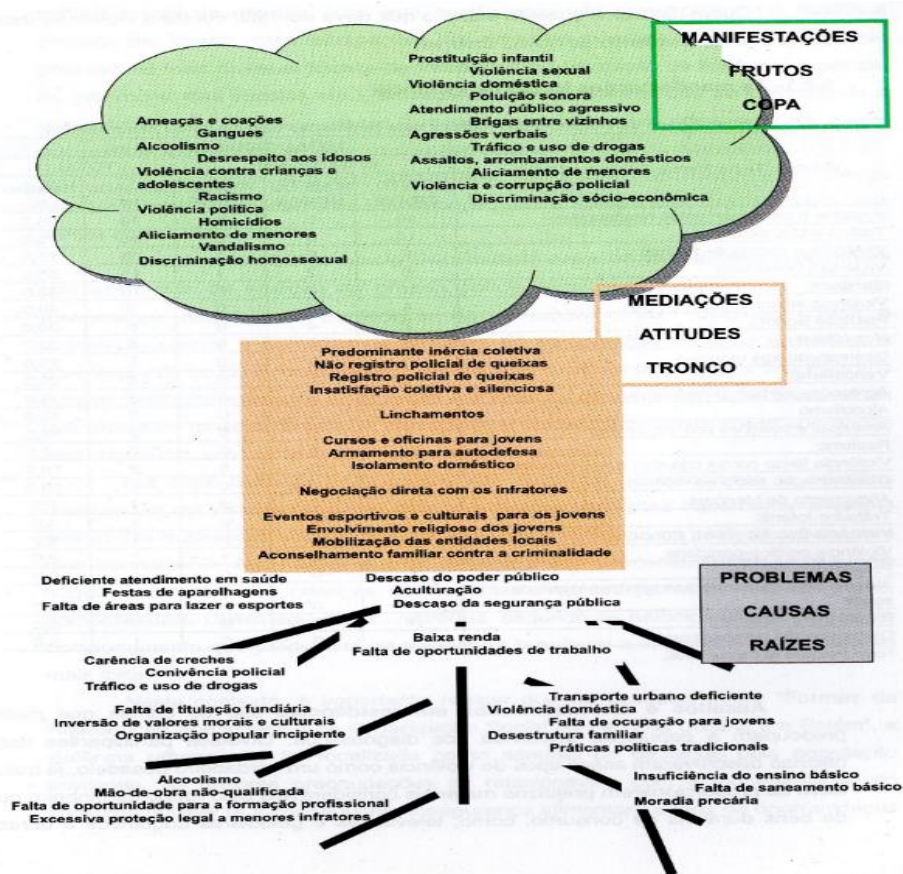 MANIFESTAÇÕES
FRUTOS
COPA
Prostituição infantil
Violência sexual
Violência doméstica
Poluição sonora
Atendimento público agressivo
Brigas entre vizinhos
Agressões verbais
Tráfico e uso de drogas
Assaltos, arrombamentos domésticos
Aliciamento de menores
Violência e corrupção policial
Discriminação sócio-econômica
Ameaças e coações
Gangues
Alcoolismo
Desrespeito aos idosos
Violência contra crianças e
adolescentes
Racismo
Violência política
Homicídios
Aliciamento de menores
Vandalismo
Discriminação homossexual
MEDIAÇÕES
ATITUDES
TRONCO
Predominante inércia coletiva
Não registro policial de queixas
Registro policial de queixas
Insatisfação coletiva e silenciosa
Linchamentos
Cursos e oficinas para jovens
Armamento para autodefesa
Isolamento doméstico
Negociação direta com os infratores
Eventos esportivos e culturais para os jovens
Envolvimento religioso dos jovens
Mobilização das entidades locais
Aconselhamento familiar contra a criminalidade
PROBLEMAS
CAUSAS
RAÍZES
Deficiente atendimento em saúde
Festas de aparelhagens
Falta de áreas para lazer e esportes
Descaso do poder público
Aculturação
Descaso da segurança pública
Baixa renda
Falta de oportunidades de trabalho
Carência de creches
Conivência policial
Tráfico e uso de drogas
Falta de titulação fundiária
Inversão de valores morais e culturais
Organização popular incipiente
Transporte urbano deficiente
Violência doméstica
Falta de ocupação para jovens
Desestrutura familiar
Práticas políticas tradicionais
Alcoolismo
Mão-de-obra não-qualificada
Falta de oportunidade para a formação profissional
Excessiva proteção legal a menores infratores
Insuficiência do ensino básico
Falta de saneamento básico
Moradia precária